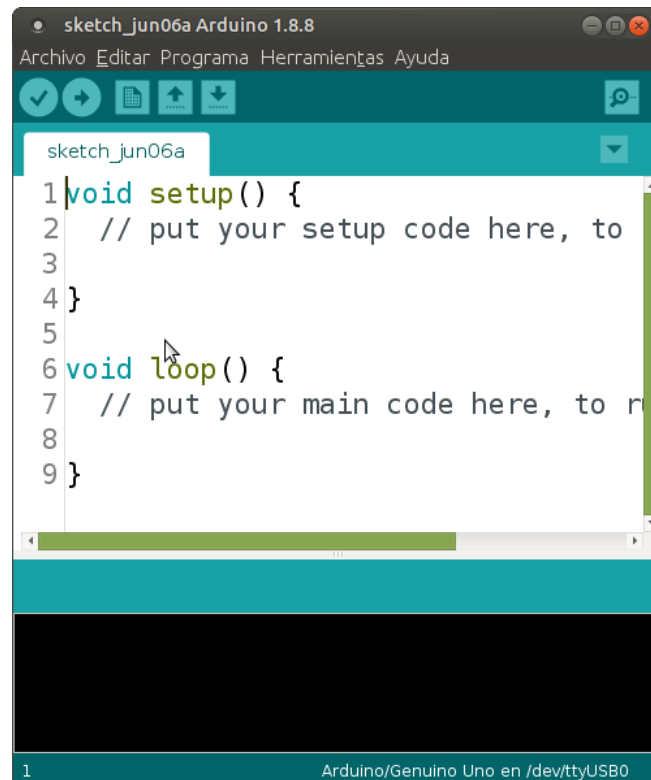 sketch_jun06a Arduino 1.8.8
Archivo Editar Programa Herramientas Ayuda
sketch_jun06a
1 void setup() {
2   // put your setup code here, to
3
4 }
5
6 void loop() {
7   // put your main code here, to r
8
9 }
1 Arduino/Genuino Uno en /dev/ttyUSB0